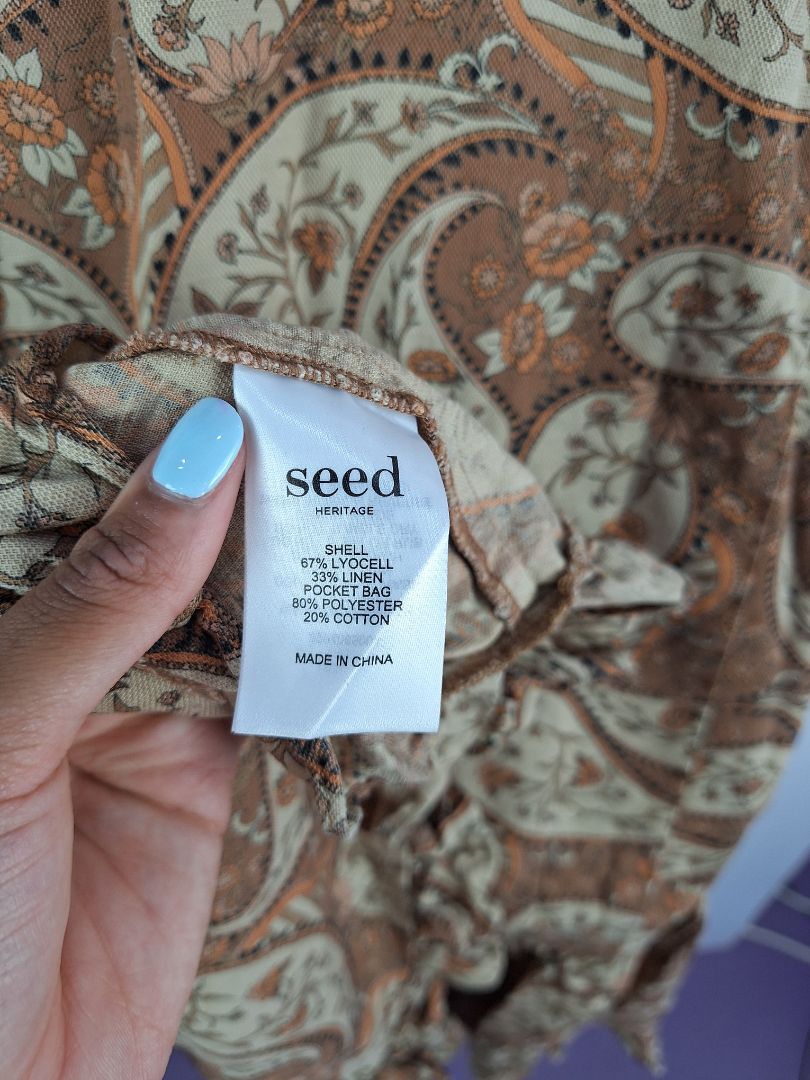 seed
HERITAGE
SHELL
67% LYOCELL
33% LINEN
POCKET BAG
80% POLYESTER
20% COTTON
MADE IN CHINA